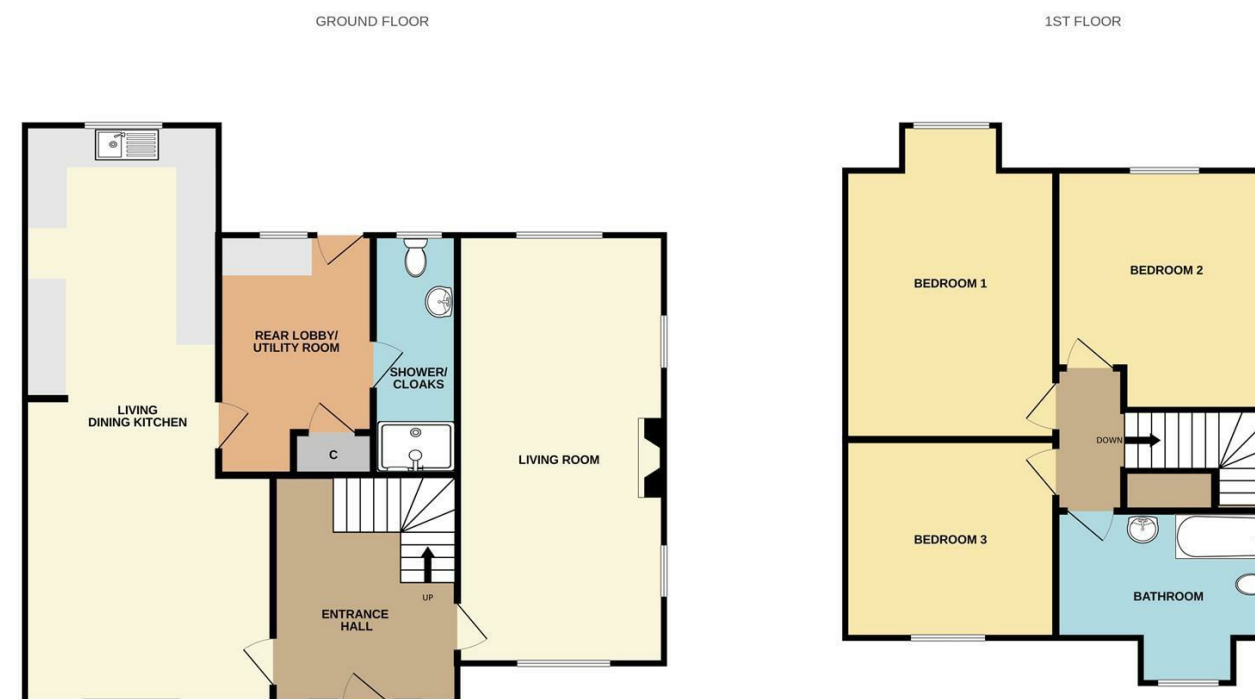 GROUND FLOOR
1ST FLOOR
LIVING
DINING KITCHEN
REAR LOBBY/
UTILITY ROOM
SHOWER/
CLOAKS
C
LIVING ROOM
UP
ENTRANCE
HALL
BEDROOM 1
BEDROOM 2
DOWN
BEDROOM 3
BATHROOM